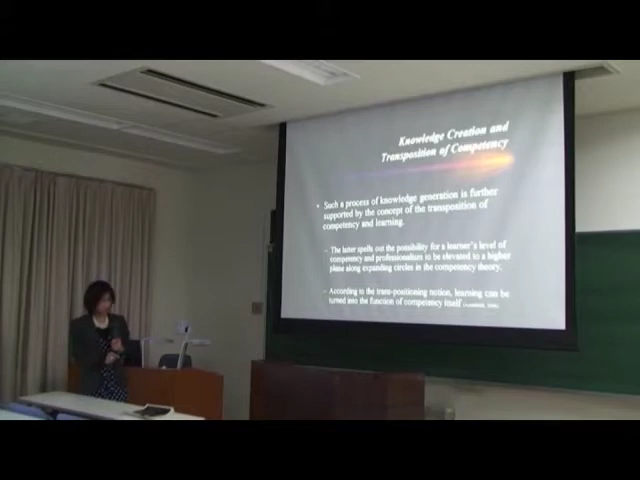 Knowledge Creation and
Transposition of Competency
• Such a process of knowledge generation is further
supported by the concept of the transposition of
competency and learning.
– The latter spells out the possibility for a learner's level of
competency and professionalism to be elevated to a higher
plane along expanding circles in the competency theory.
– According to the trans-positioning notion, learning can be
turned into the function of competency itself